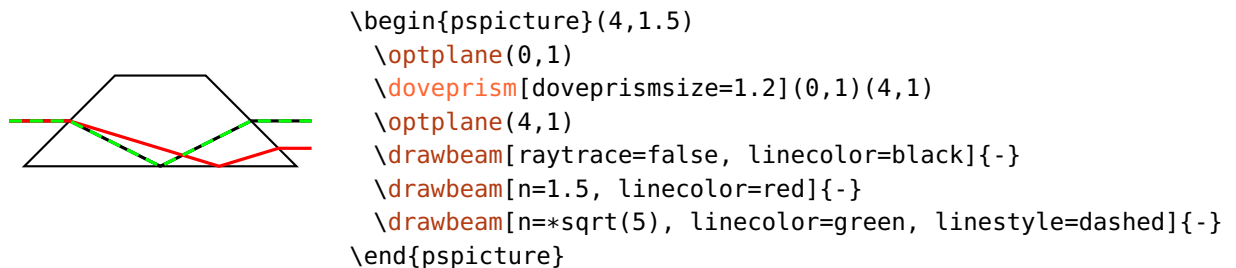 \begin{pspicture}(4,1.5)
\optplane(0,1)
\doveprism[doveprismsize=1.2](0,1)(4,1)
\optplane(4,1)
\drawbeam[raytrace=false, linecolor=black]{-}
\drawbeam[n=1.5, linecolor=red]{-}
\drawbeam[n=*sqrt(5), linecolor=green, linestyle=dashed]{-}
\end{pspicture}